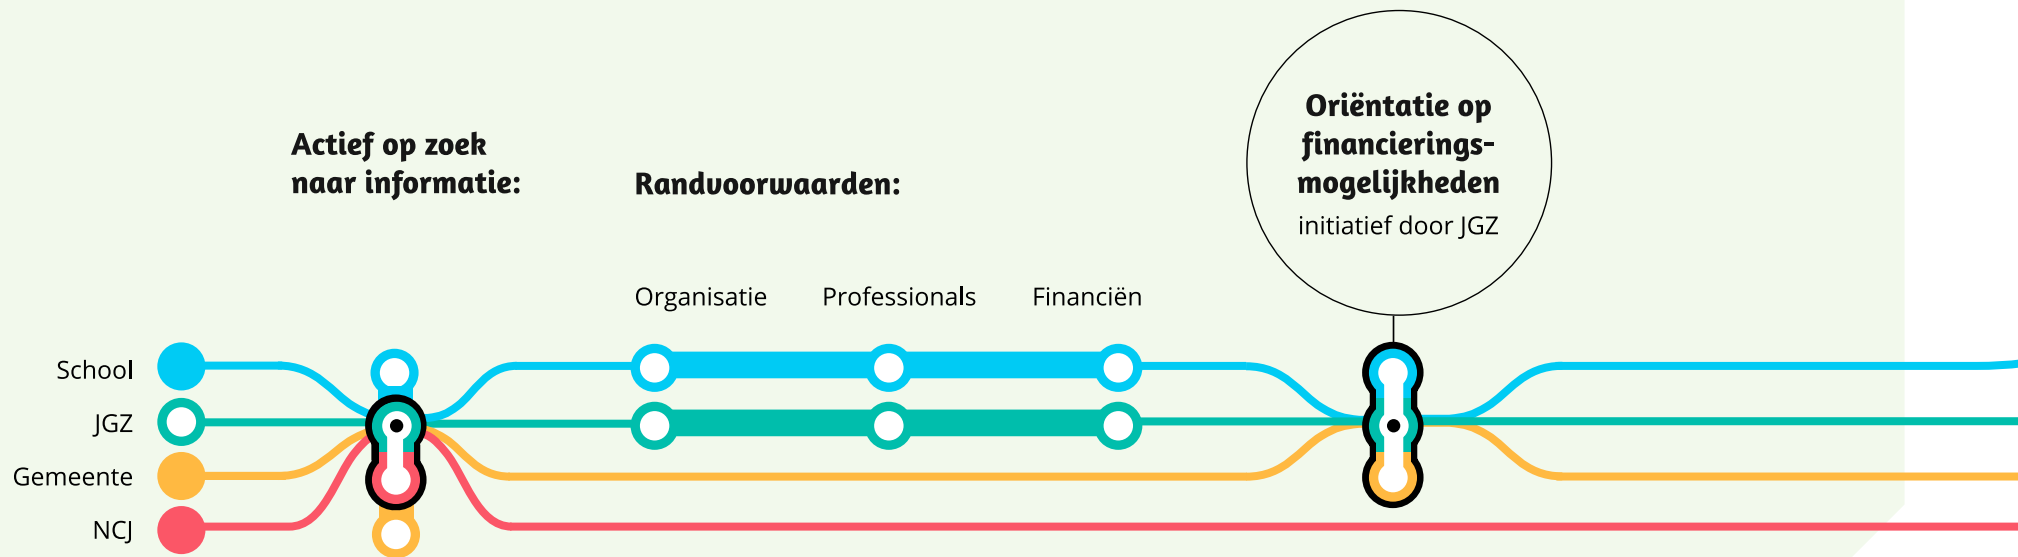 Actief op zoek
naar informatie:
Randvoorwaarden:
Oriëntatie op
financierings-
mogelijkheden
initiatief door JGZ
Organisatie
Professionals
Financiën
School
JGZ
Gemeente
NCJ